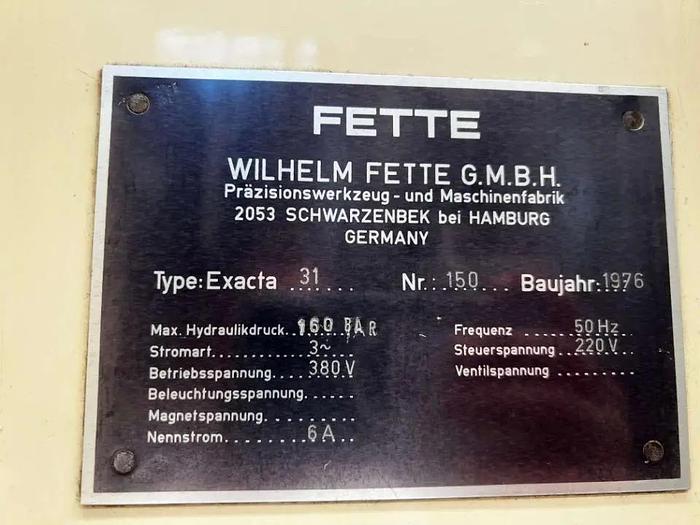 FETTE
WILHELM FETTE G.M.B.H.
Präzisionswerkzeug - und Maschinenfabrik
2053 SCHWARZENBEK bei HAMBURG
GERMANY
Type: Exacta 31 Nr.: 150 Baujahr: 1976
Max. Hydraulikdruck 160 BAR
Stromart 3~
Betriebsspannung 380 V
Beleuchtungsspannung
Magnetspannung
Nennstrom 6 A
Frequenz 50 Hz
Steuerspannung 220 V
Ventilspannung